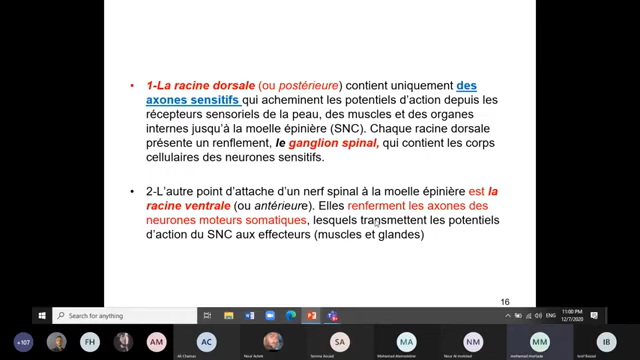 1-La racine dorsale (ou postérieure) contient uniquement des
axones sensitifs qui acheminent les potentiels d'action depuis les
récepteurs sensoriels de la peau, des muscles et des organes
internes jusqu'à la moelle épinière (SNC). Chaque racine dorsale
présente un renflement, le ganglion spinal, qui contient les corps
cellulaires des neurones sensitifs.
2-L'autre point d'attache d'un nerf spinal à la moelle épinière est la
racine ventrale (ou antérieure). Elles renferment les axones des
neurones moteurs somatiques, lesquels transmettent les potentiels
d'action du SNC aux effecteurs (muscles et glandes)
16
Search for anything
ENG
11:00 PM
12/7/2020
+107
FH
AM
AC
SA
MA
NM
MM
IB